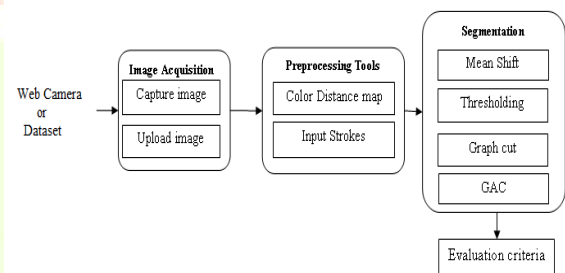 Web Camera
or
Dataset
Image Acquisition
Capture image
Upload image
Preprocessing Tools
Color Distance map
Input Strokes
Segmentation
Mean Shift
Thresholding
Graph cut
GAC
Evaluation criteria